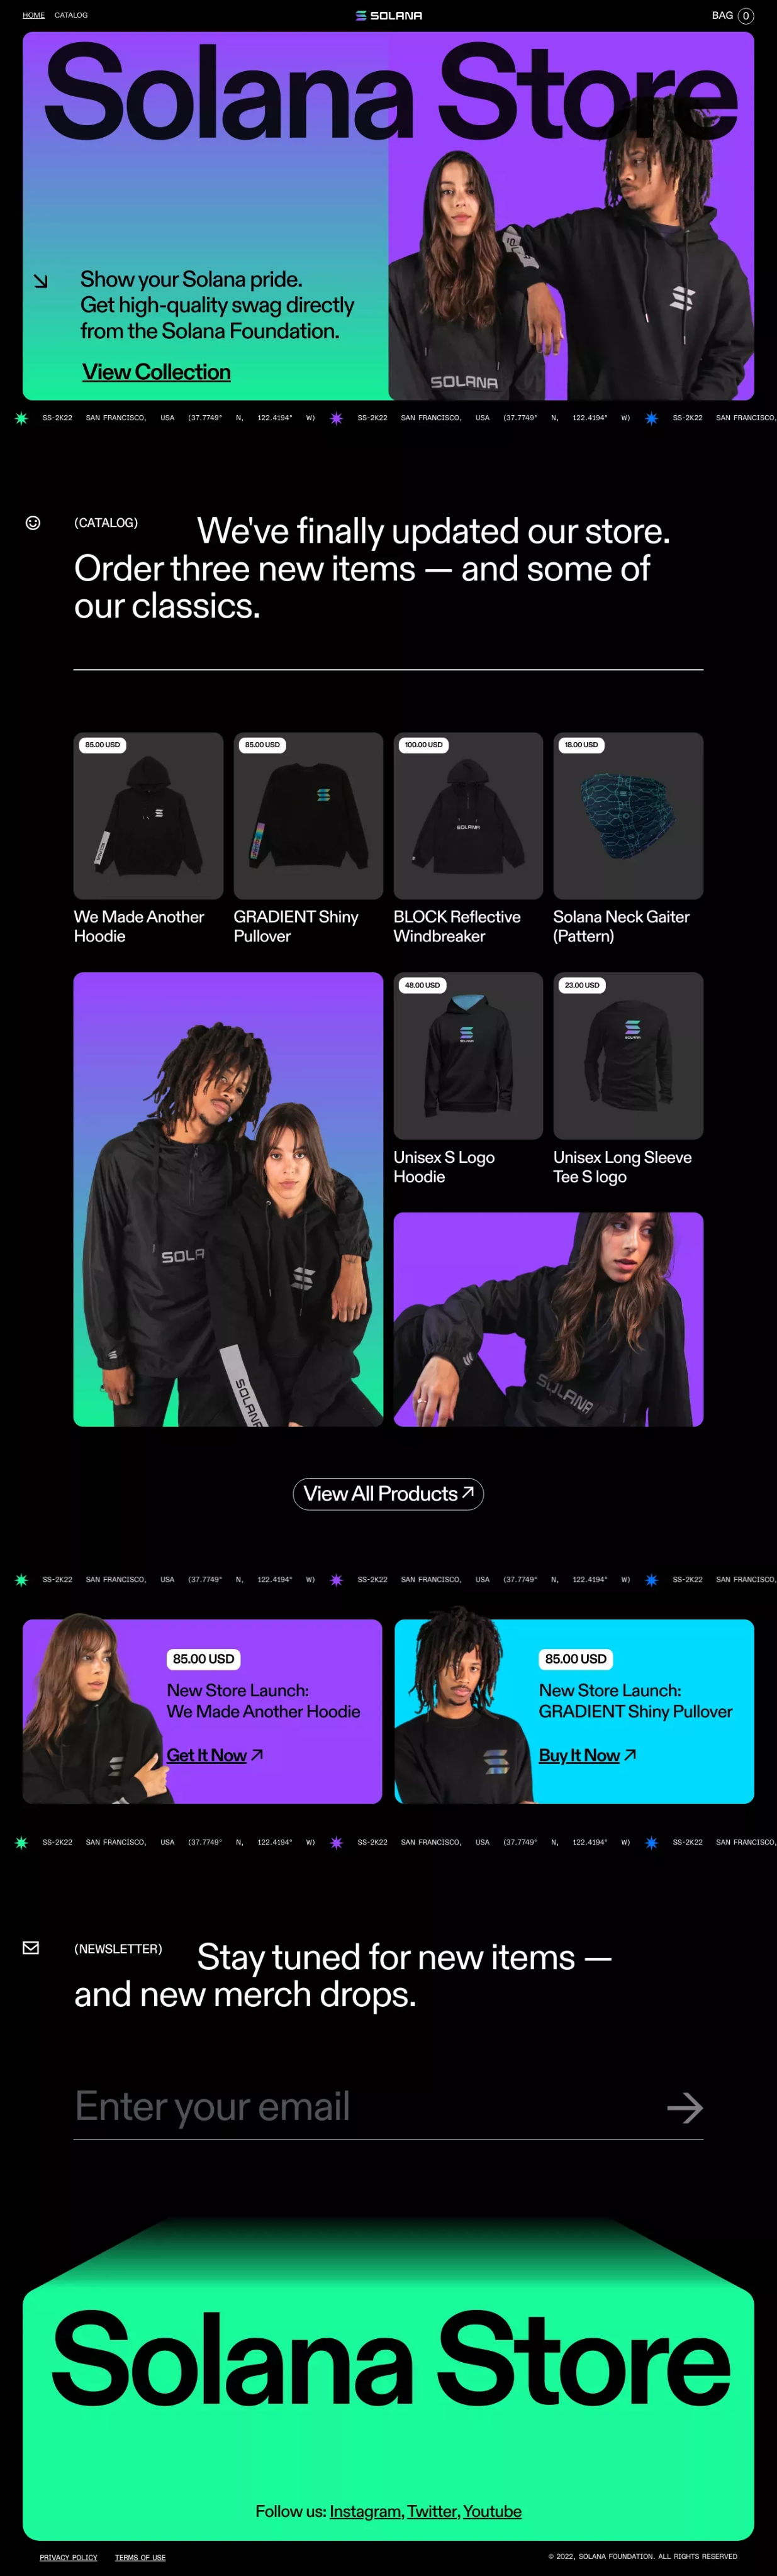 HOME CATALOG SOLANA BAG 0
Solana Store
Show your Solana pride.
Get high-quality swag directly
from the Solana Foundation.
View Collection
10
SOLANA
SS-2K22 SAN FRANCISCO, USA (37.7749° N, 122.4194° W) SS-2K22 SAN FRANCISCO, USA (37.7749° N, 122.4194° W) SS-2K22 SAN FRANCISCO,
(CATALOG) We've finally updated our store.
Order three new items — and some of
our classics.
85.00 USD
We Made Another
Hoodie
85.00 USD
GRADIENT Shiny
Pullover
100.00 USD
SOLANA
BLOCK Reflective
Windbreaker
18.00 USD
Solana Neck Gaiter
(Pattern)
SOLA
SOLANA
48.00 USD
SOLANA
Unisex S Logo
Hoodie
23.00 USD
SOLANA
Unisex Long Sleeve
Tee S logo
SOLANA
View All Products
SS-2K22 SAN FRANCISCO, USA (37.7749° N, 122.4194° W) SS-2K22 SAN FRANCISCO, USA (37.7749° N, 122.4194° W) SS-2K22 SAN FRANCISCO,
85.00 USD
New Store Launch:
We Made Another Hoodie
Get It Now
85.00 USD
New Store Launch:
GRADIENT Shiny Pullover
Buy It Now
SS-2K22 SAN FRANCISCO, USA (37.7749° N, 122.4194° W) SS-2K22 SAN FRANCISCO, USA (37.7749° N, 122.4194° W) SS-2K22 SAN FRANCISCO,
(NEWSLETTER) Stay tuned for new items —
and new merch drops.
Enter your email
Solana Store
Follow us: Instagram, Twitter, Youtube
PRIVACY POLICY TERMS OF USE © 2022, SOLANA FOUNDATION. ALL RIGHTS RESERVED